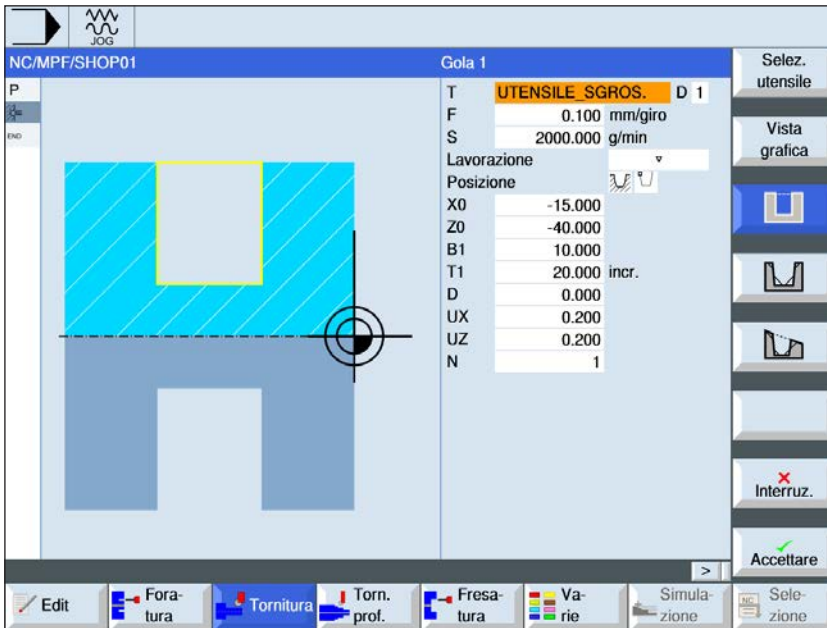 JOG
NC/MPF/SHOP01
Gola 1
P
END
T UTENSILE_SGROS. D 1
F 0.100 mm/giro
S 2000.000 g/min
Lavorazione ▿
Posizione
X0 -15.000
Z0 -40.000
B1 10.000
T1 20.000 incr.
D 0.000
UX 0.200
UZ 0.200
N 1
Selez.
utensile
Vista
grafica
Interruz.
Accettare
>
Edit
Fora-
tura
Tornitura
Torn.
prof.
Fresa-
tura
Va-
rie
Simula-
zione
NC
Sele-
zione